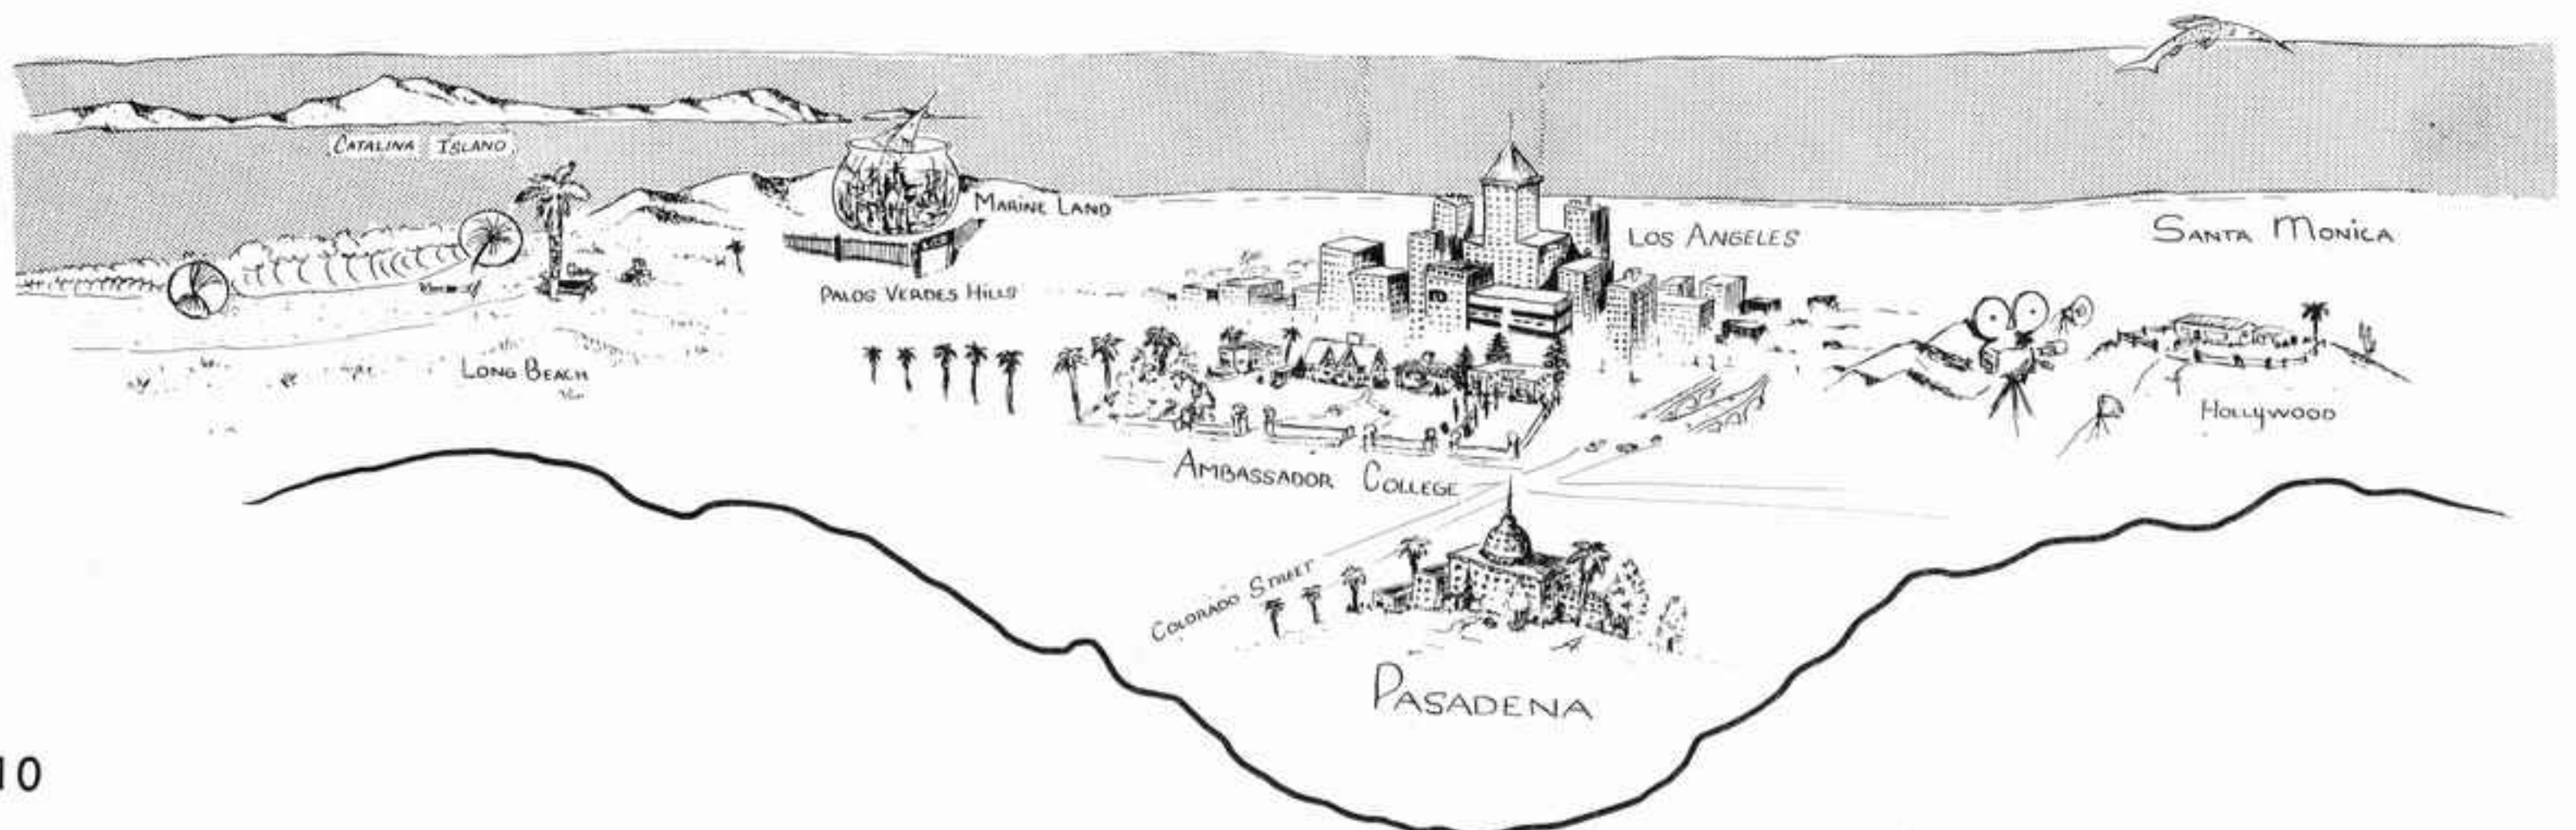 CATALINA ISLAND
MARINE LAND
LOS ANGELES
SANTA MONICA
PALOS VERDES HILLS
LONG BEACH
HOLLYWOOD
AMBASSADOR COLLEGE
COLORADO STREET
PASADENA
10